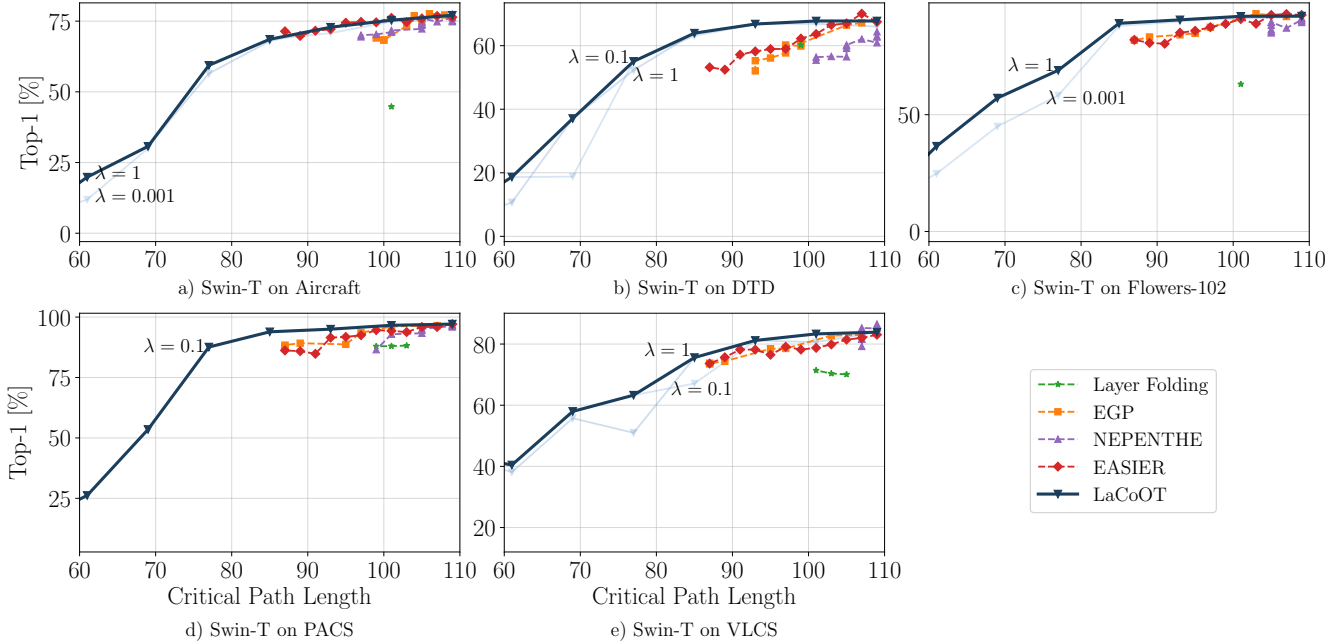 Top-1 [%]
75
50
25
0
λ = 1
λ = 0.001
60 70 80 90 100 110
a) Swin-T on Aircraft
60
40
20
0
λ = 0.1
λ = 1
60 70 80 90 100 110
b) Swin-T on DTD
50
0
λ = 1
λ = 0.001
60 70 80 90 100 110
c) Swin-T on Flowers-102
Top-1 [%]
100
75
50
25
λ = 0.1
60 70 80 90 100 110
Critical Path Length
d) Swin-T on PACS
80
60
40
20
λ = 1
λ = 0.1
60 70 80 90 100 110
Critical Path Length
e) Swin-T on VLCS
Layer Folding
EGP
NEPENTHE
EASIER
LaCoOT